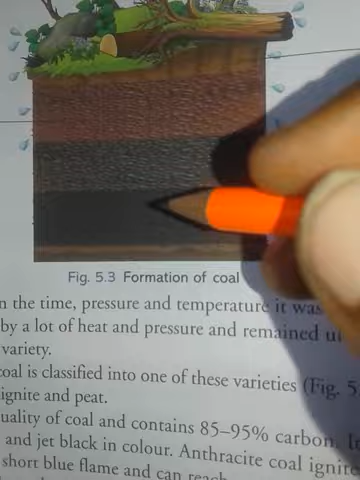 Fig. 5.3 Formation of coal
n the time, pressure and temperature it was
by a lot of heat and pressure and remained u
variety.
coal is classified into one of these varieties (Fig. 5.
ignite and peat.
uality of coal and contains 85–95% carbon. I
and jet black in colour. Anthracite coal ignite
short blue flame and can reach